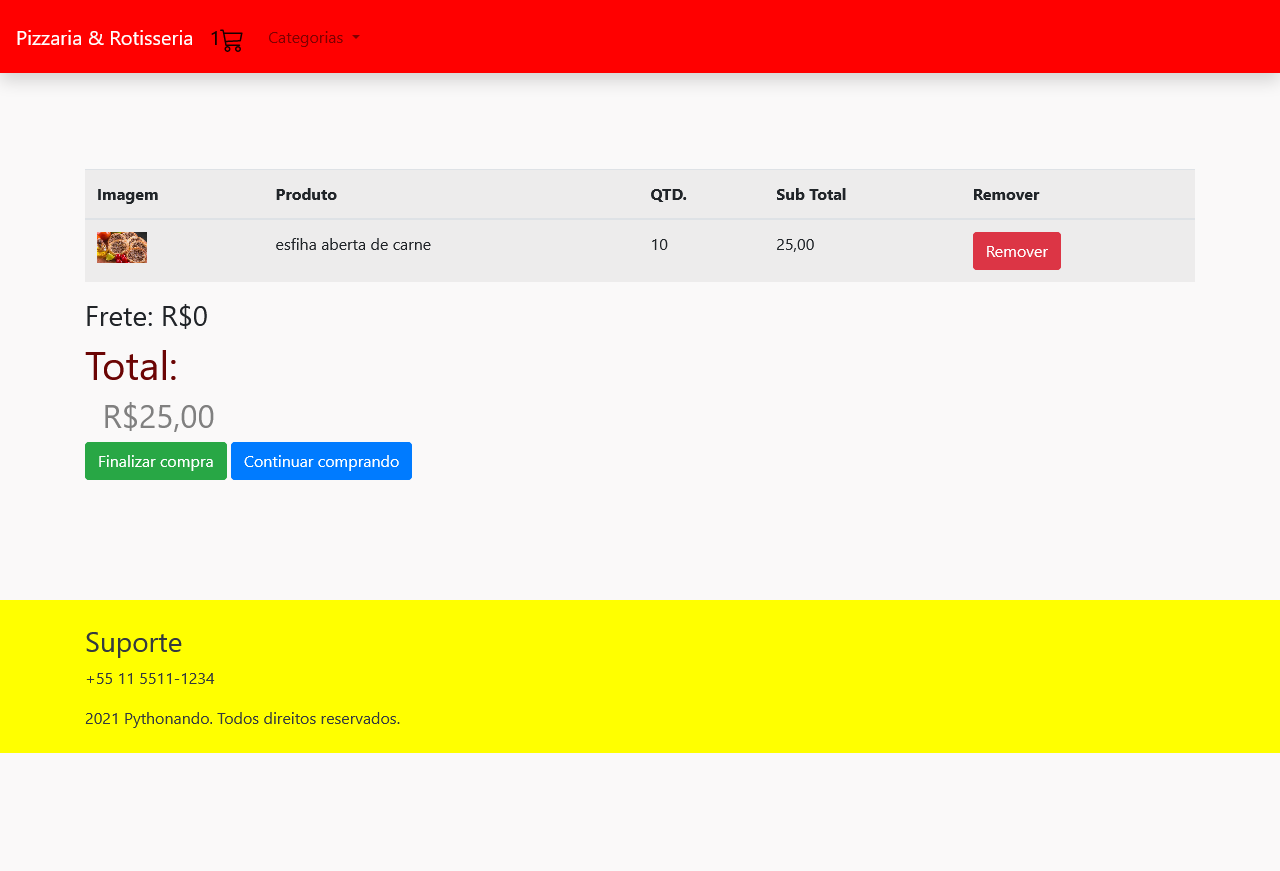 Pizzaria & Rotisseria 1 Categorias
Imagem Produto QTD. Sub Total Remover
esfiha aberta de carne 10 25,00 Remover
Frete: R$0
Total:
R$25,00
Finalizar compra Continuar comprando
Suporte
+55 11 5511-1234
2021 Pythonando. Todos direitos reservados.